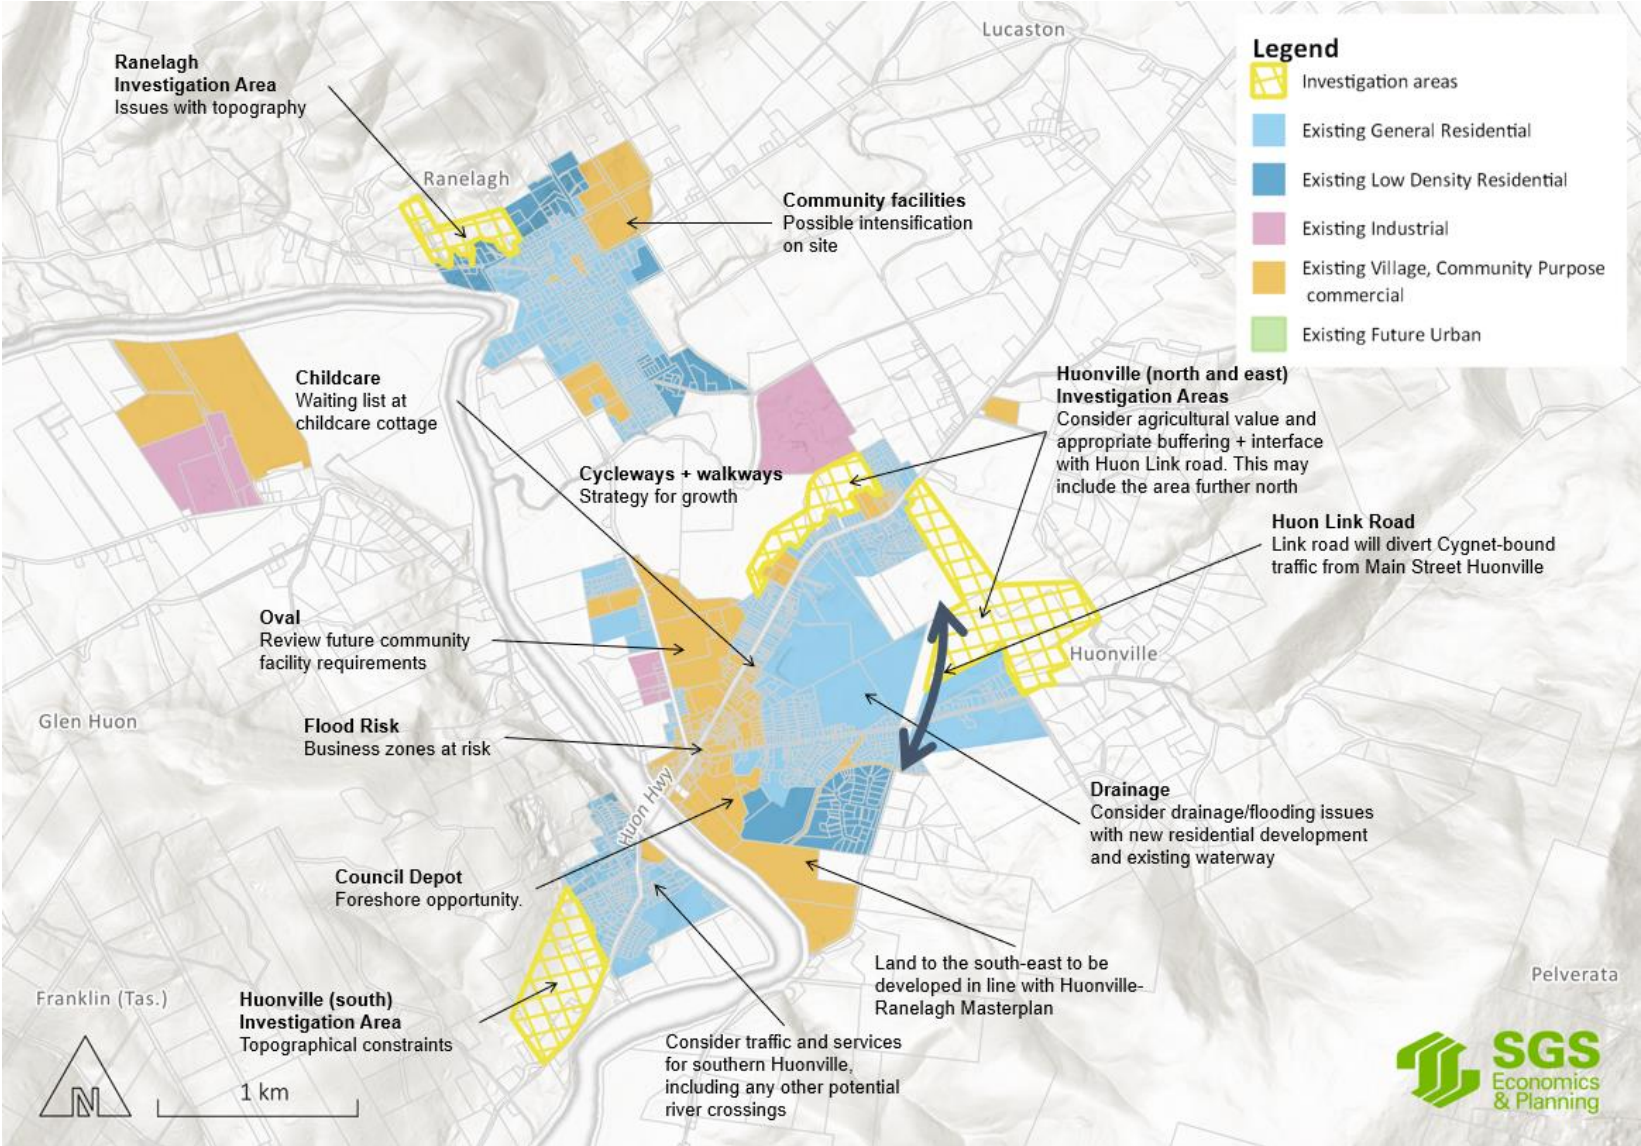 Lucaston
Legend
Investigation areas
Existing General Residential
Existing Low Density Residential
Existing Industrial
Existing Village, Community Purpose
commercial
Existing Future Urban
Ranelagh
Investigation Area
Issues with topography
Ranelagh
Community facilities
Possible intensification
on site
Childcare
Waiting list at
childcare cottage
Cycleways + walkways
Strategy for growth
Huonville (north and east)
Investigation Areas
Consider agricultural value and
appropriate buffering + interface
with Huon Link road. This may
include the area further north
Huon Link Road
Link road will divert Cygnet-bound
traffic from Main Street Huonville
Oval
Review future community
facility requirements
Huonville
Glen Huon
Flood Risk
Business zones at risk
Huon Hwy
Drainage
Consider drainage/flooding issues
with new residential development
and existing waterway
Council Depot
Foreshore opportunity.
Land to the south-east to be
developed in line with Huonville-
Ranelagh Masterplan
Pelverata
Franklin (Tas.)
Huonville (south)
Investigation Area
Topographical constraints
Consider traffic and services
for southern Huonville,
including any other potential
river crossings
N
1 km
SGS
Economics
& Planning